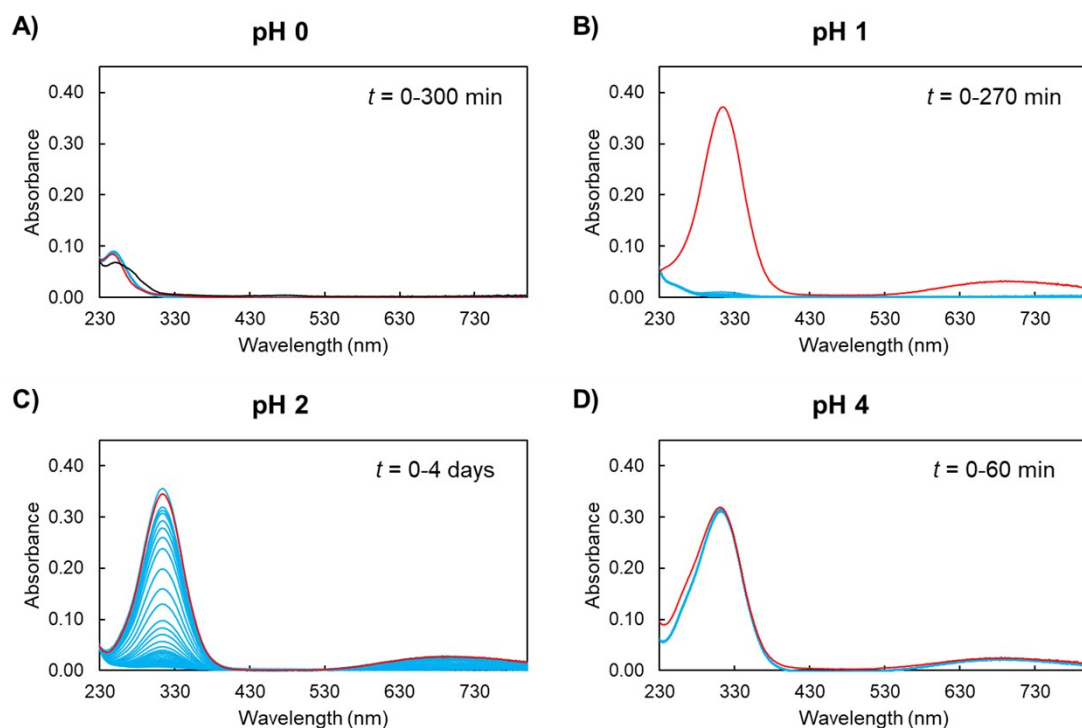 A) pH 0
t = 0-300 min
Absorbance
0.40
0.30
0.20
0.10
0.00
230 330 430 530 630 730
Wavelength (nm)
B) pH 1
t = 0-270 min
Absorbance
0.40
0.30
0.20
0.10
0.00
230 330 430 530 630 730
Wavelength (nm)
C) pH 2
t = 0-4 days
Absorbance
0.40
0.30
0.20
0.10
0.00
230 330 430 530 630 730
Wavelength (nm)
D) pH 4
t = 0-60 min
Absorbance
0.40
0.30
0.20
0.10
0.00
230 330 430 530 630 730
Wavelength (nm)